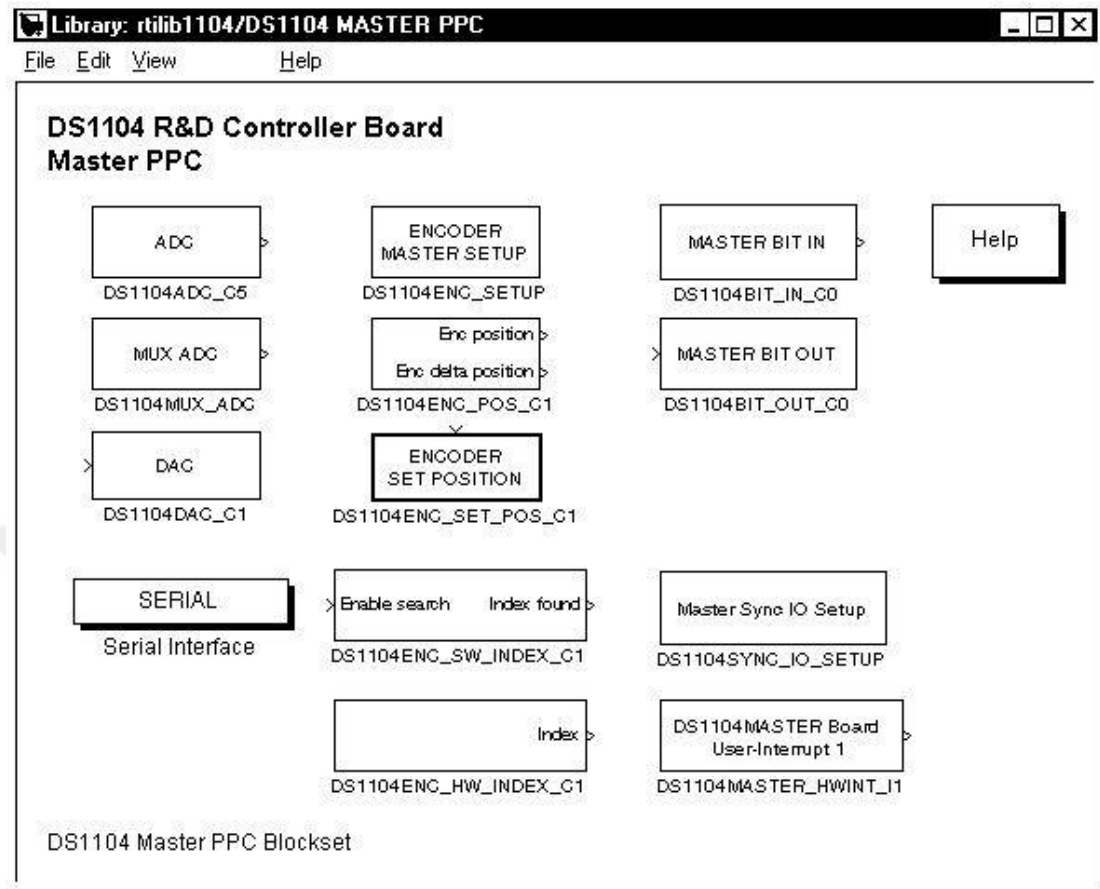 Library: rtilib1104/DS1104 MASTER PPC
File Edit View Help
DS1104 R&D Controller Board
Master PPC
ADC
DS1104ADC_C5
ENCODER
MASTER SETUP
DS1104ENC_SETUP
MASTER BIT IN
DS1104BIT_IN_C0
Help
MUX ADC
DS1104MUX_ADC
Enc position
Enc delta position
DS1104ENC_POS_C1
MASTER BIT OUT
DS1104BIT_OUT_C0
DAC
DS1104DAC_C1
ENCODER
SET POSITION
DS1104ENC_SET_POS_C1
SERIAL
Serial Interface
Enable search Index found
DS1104ENC_SW_INDEX_C1
Master Sync IO Setup
DS1104SYNC_IO_SETUP
Index
DS1104ENC_HW_INDEX_C1
DS1104MASTER Board
User-Interrupt 1
DS1104MASTER_HWINT_I1
DS1104 Master PPC Blockset